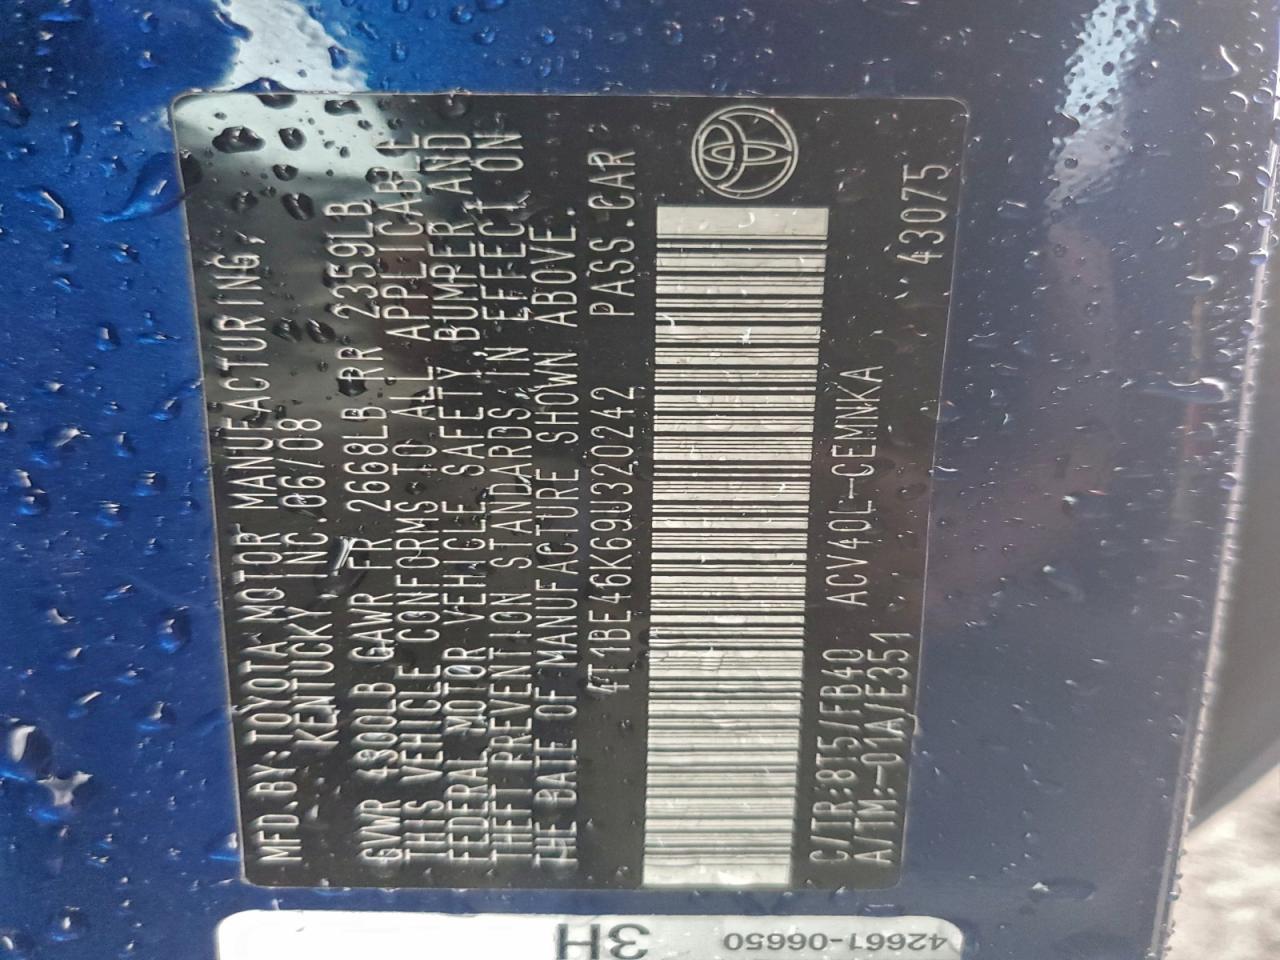 MFD.BY:TOYOTA MOTOR MANUFACTURING,
KENTUCKY INC.06/08
GVWR 4300LB GAWR FR 2668LB RR 2359LB
THIS VEHICLE CONFORMS TO ALL APPLICABLE
FEDERAL MOTOR VEHICLE SAFETY, BUMPER AND
THEFT PREVENTION STANDARDS IN EFFECT ON
THE DATE OF MANUFACTURE SHOWN ABOVE.
4T1BE46K69U320242 PASS.CAR
C/TR:8T5/FB40 ACV40L-CEMNKA
A/TM:-01A/E351 43075
3H
42661-06650